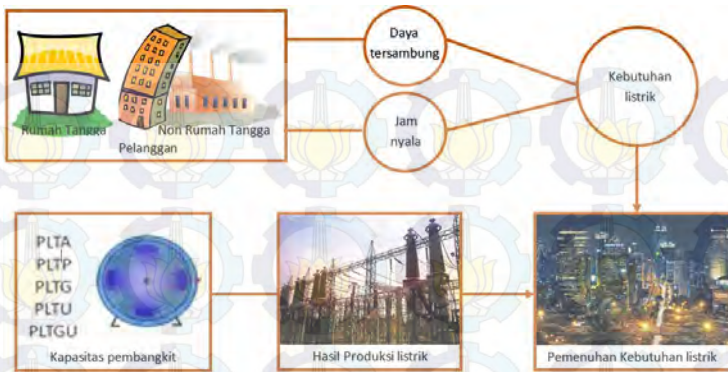 Daya
tersambung
Kebutuhan
listrik
Rumah Tangga
Non Rumah Tangga
Pelanggan
Jam
nyala
PLTA
PLTP
PLTG
PLTU
PLTGU
Kapasitas pembangkit
Hasil Produksi listrik
Pemenuhan Kebutuhan listrik